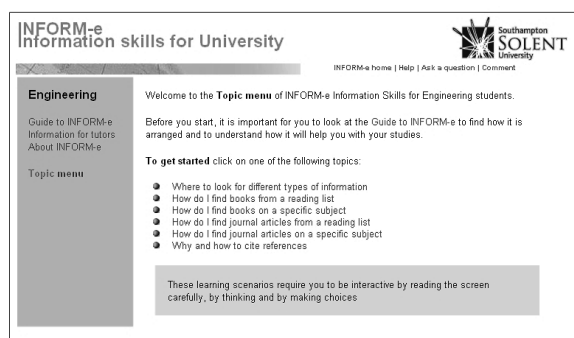 INFORM-e
Information skills for University
Southampton
SOLENT
University
INFORM-e home | Help | Ask a question | Comment
Engineering
Guide to INFORM-e
Information for tutors
About INFORM-e
Topic menu
Welcome to the Topic menu of INFORM-e Information Skills for Engineering students.
Before you start, it is important for you to look at the Guide to INFORM-e to find how it is
arranged and to understand how it will help you with your studies.
To get started click on one of the following topics:
Where to look for different types of information
How do I find books from a reading list
How do I find books on a specific subject
How do I find journal articles from a reading list
How do I find journal articles on a specific subject
Why and how to cite references
These learning scenarios require you to be interactive by reading the screen
carefully, by thinking and by making choices